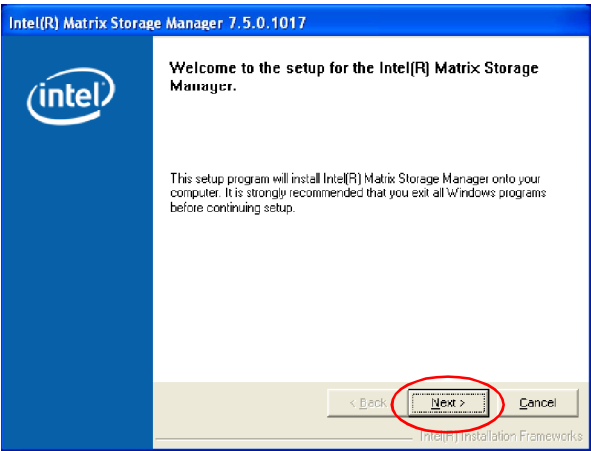 Intel(R) Matrix Storage Manager 7.5.0.1017
intel
Welcome to the setup for the Intel(R) Matrix Storage
Manager.
This setup program will install Intel(R) Matrix Storage Manager onto your
computer. It is strongly recommended that you exit all Windows programs
before continuing setup.
< Back
Next >
Cancel
Intel(R) Installation Frameworks